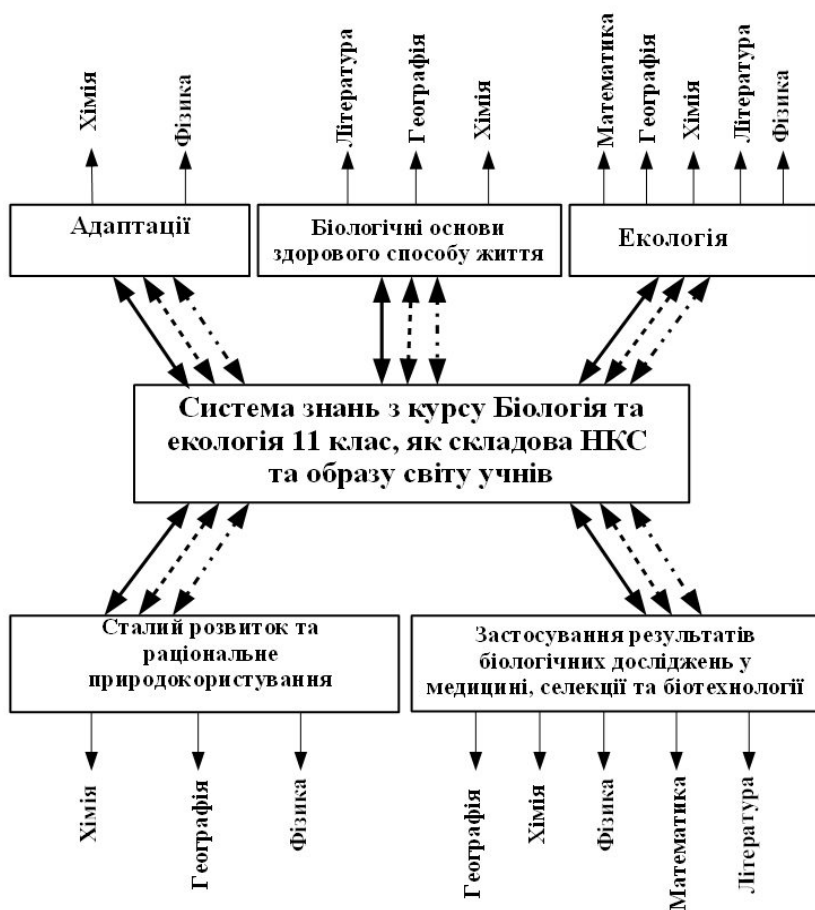 Хімія
Фізика
Література
Географія
Хімія
Математика
Географія
Хімія
Література
Фізика
Адаптації
Біологічні основи
здорового способу життя
Екологія
Система знань з курсу Біологія та
екологія 11 клас, як складова НКС
та образу світу учнів
Сталий розвиток та
раціональне
природокористування
Застосування результатів
біологічних досліджень у
медицині, селекції та біотехнології
Хімія
Географія
Фізика
Географія
Хімія
Фізика
Математика
Література